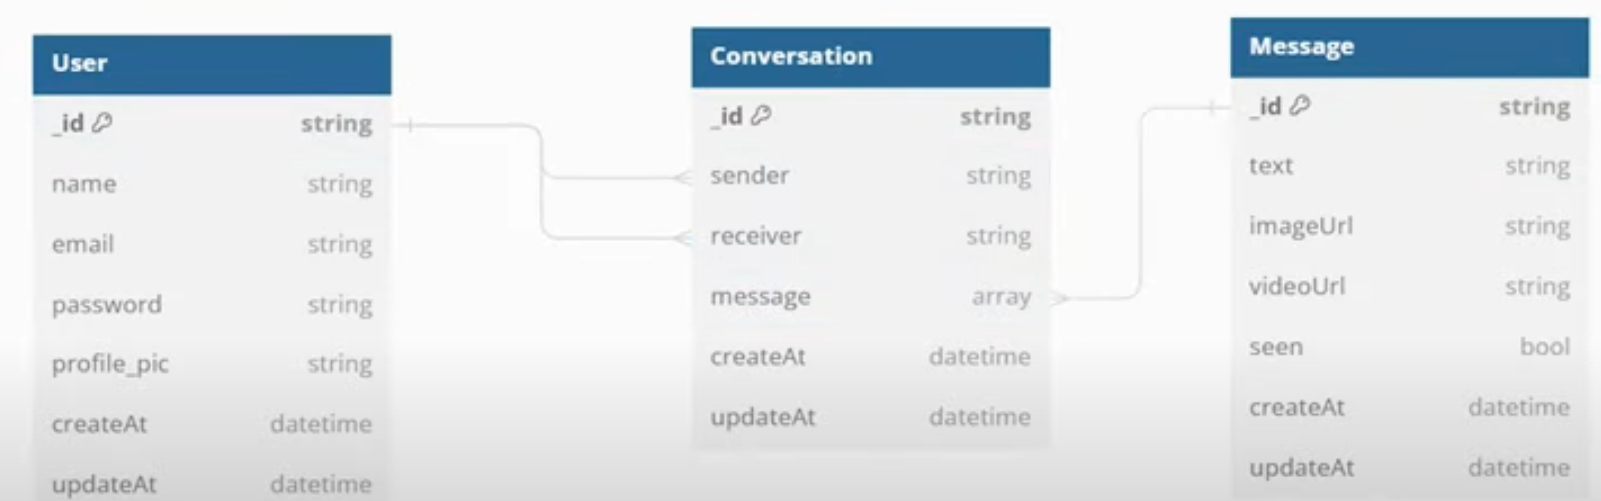 User
_id string
name string
email string
password string
profile_pic string
createAt datetime
updateAt datetime
Conversation
_id string
sender string
receiver string
message array
createAt datetime
updateAt datetime
Message
_id string
text string
imageUrl string
videoUrl string
seen bool
createAt datetime
updateAt datetime